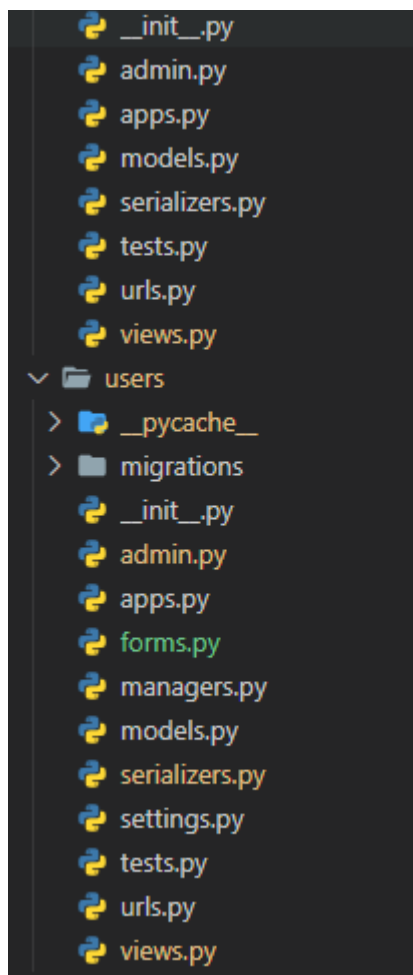 __init__.py
admin.py
apps.py
models.py
serializers.py
tests.py
urls.py
views.py
users
__pycache__
migrations
__init__.py
admin.py
apps.py
forms.py
managers.py
models.py
serializers.py
settings.py
tests.py
urls.py
views.py